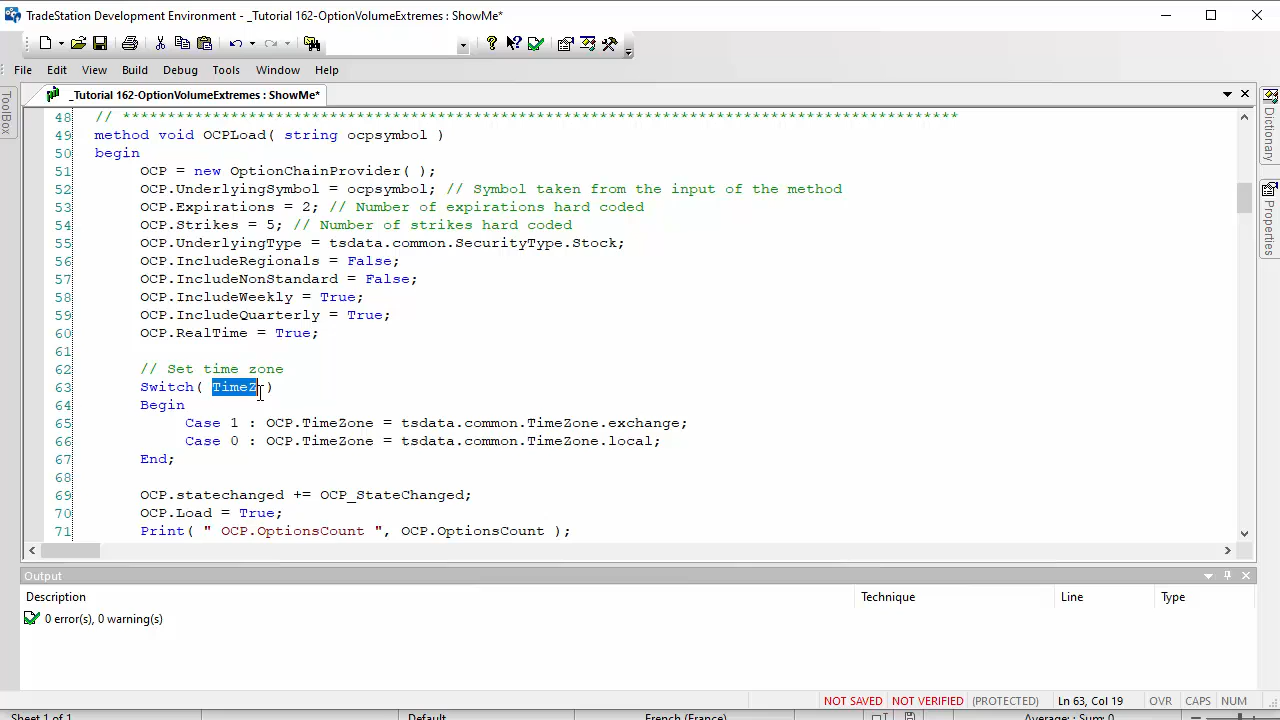 TradeStation Development Environment - _Tutorial 162-OptionVolumeExtremes : ShowMe*
File Edit View Build Debug Tools Window Help
_Tutorial 162-OptionVolumeExtremes : ShowMe*
ToolBox
Dictionary
Properties
48 // *********************************************************************************************
49 method void OCPLoad( string ocpsymbol )
50 begin
51 OCP = new OptionChainProvider( );
52 OCP.UnderlyingSymbol = ocpsymbol; // Symbol taken from the input of the method
53 OCP.Expirations = 2; // Number of expirations hard coded
54 OCP.Strikes = 5; // Number of strikes hard coded
55 OCP.UnderlyingType = tsdata.common.SecurityType.Stock;
56 OCP.IncludeRegionals = False;
57 OCP.IncludeNonStandard = False;
58 OCP.IncludeWeekly = True;
59 OCP.IncludeQuarterly = True;
60 OCP.RealTime = True;
61
62 // Set time zone
63 Switch( TimeZ )
64 Begin
65 Case 1 : OCP.TimeZone = tsdata.common.TimeZone.exchange;
66 Case 0 : OCP.TimeZone = tsdata.common.TimeZone.local;
67 End;
68
69 OCP.statechanged += OCP_StateChanged;
70 OCP.Load = True;
71 Print( " OCP.OptionsCount ", OCP.OptionsCount );
Output
Description Technique Line Type
0 error(s), 0 warning(s)
NOT SAVED NOT VERIFIED (PROTECTED) Ln 63, Col 19 OVR CAPS NUM
Sheet 1 of 1 Default French (France) Average: ; Sum: 0